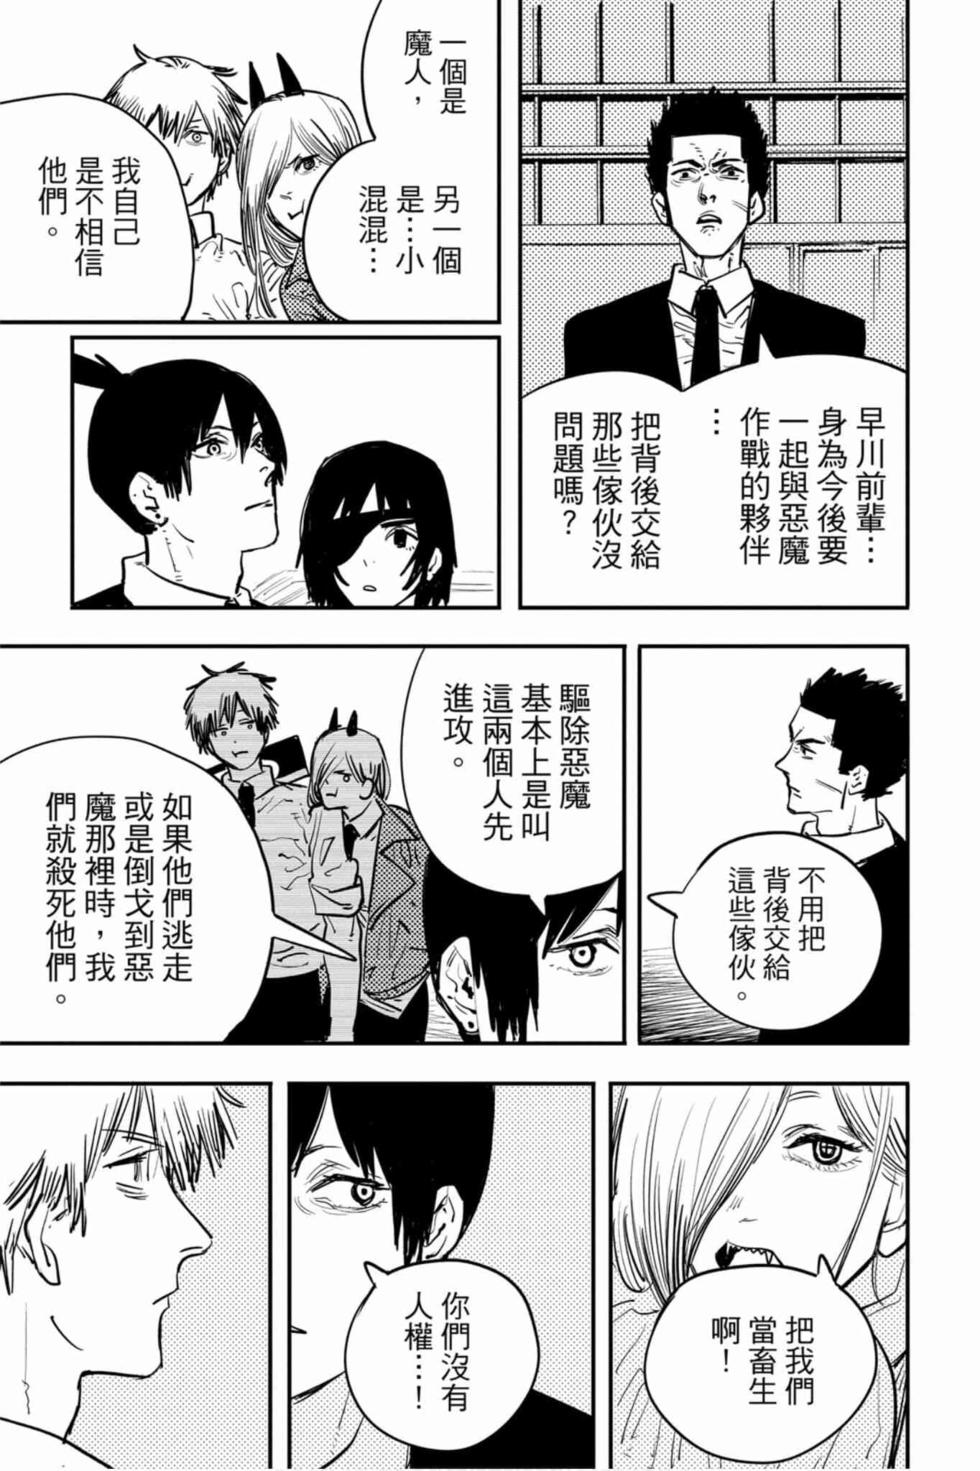 早川前輩…
身為今後要
一起與惡魔
作戰的夥伴
…
把背後交給
那些傢伙沒
問題嗎？
一個是
魔人，
另一個
是…小
混混…
我自己
是不相信
他們。
不用把
背後交給
這些傢伙。
驅除惡魔
基本上是叫
這兩個人先
進攻。
如果他們逃走
或是倒戈到惡
魔那裡時，我
們就殺死他們。
把我們
當畜生
啊！
你們沒有
人權…！